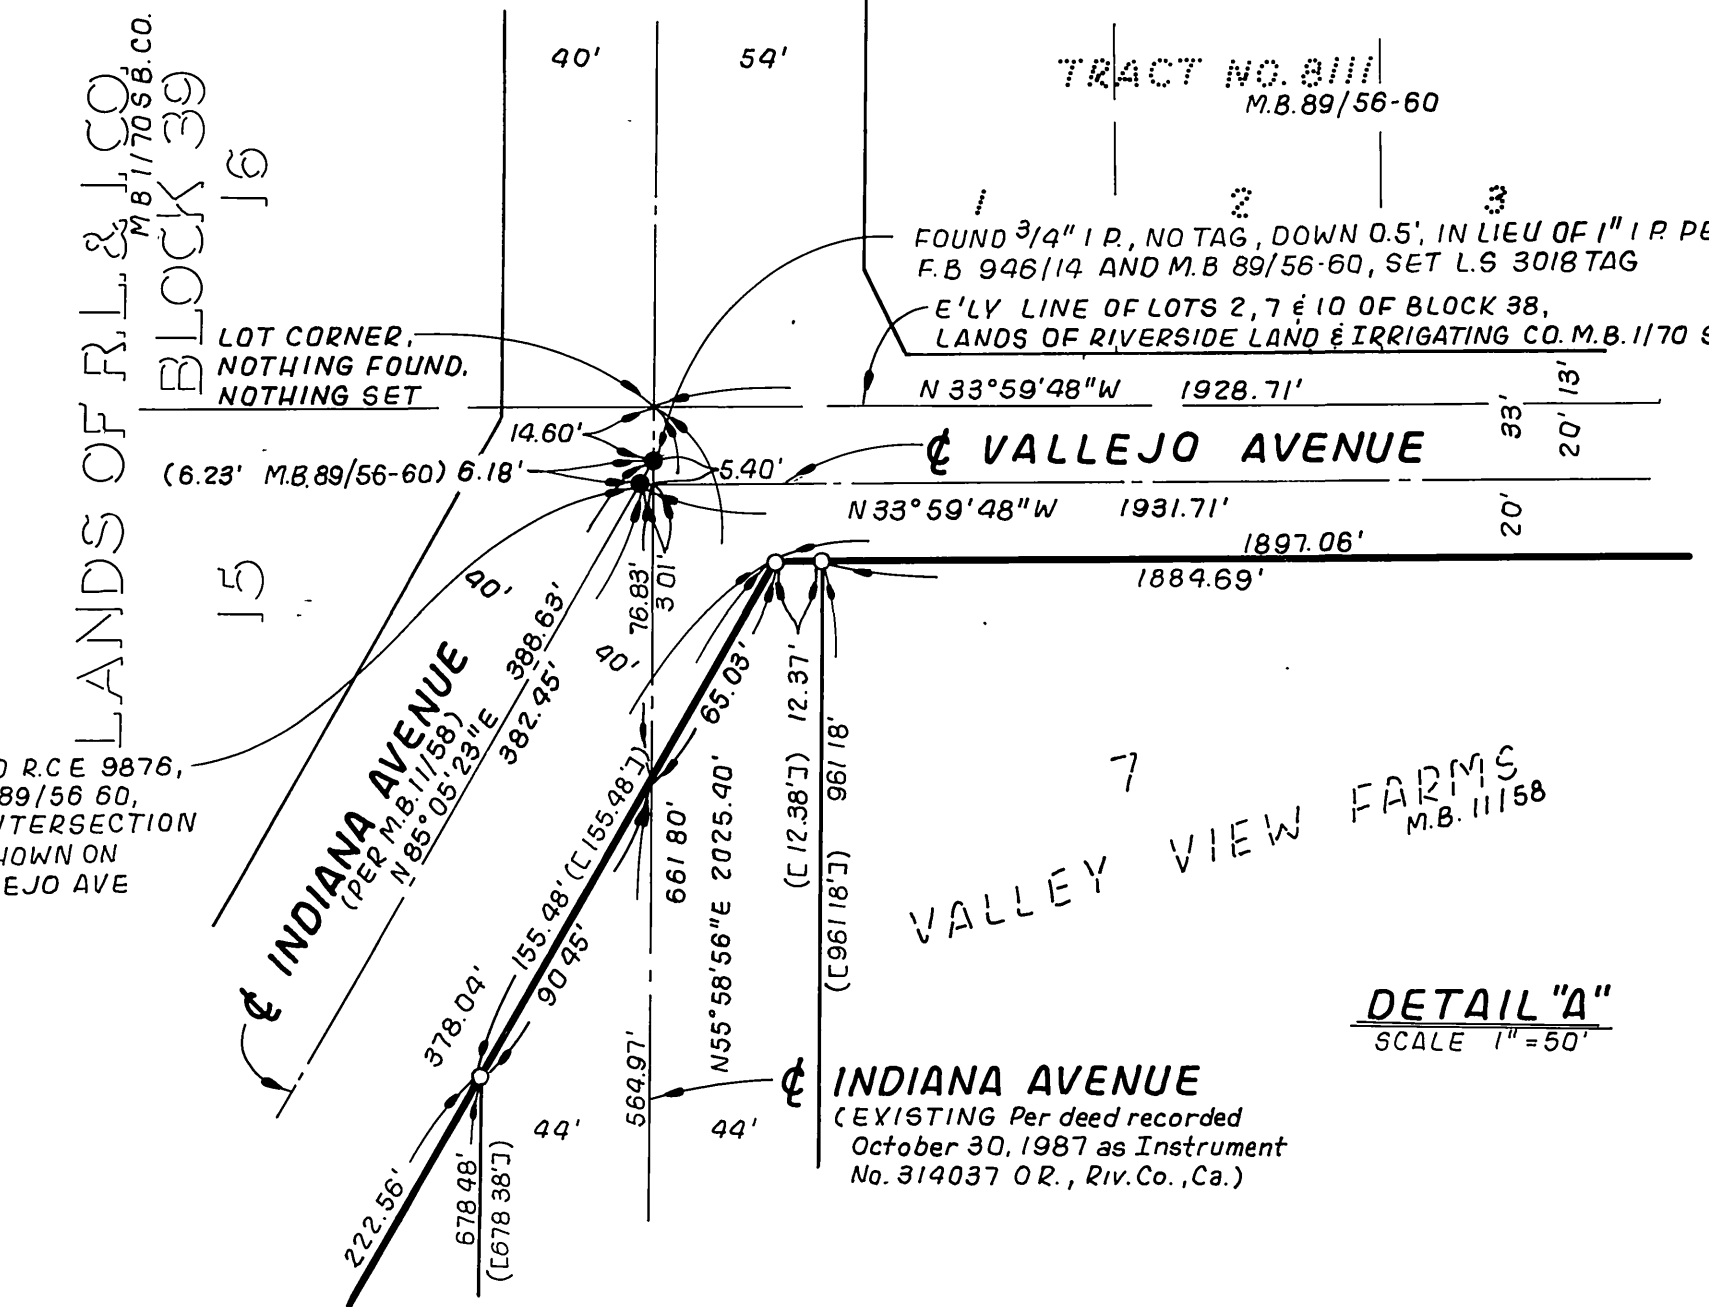 40'
54'
TRACT NO. 8111
M.B.89/56-60
LANDS OF R L & I CO
M B 1/70 S B. CO.
BLOCK 39
16
15
1
2
3
FOUND 3/4" I P., NO TAG, DOWN 0.5', IN LIEU OF 1" I P. PE
F.B 946/14 AND M.B 89/56-60, SET L.S 3018 TAG
E'LY LINE OF LOTS 2, 7 & 10 OF BLOCK 38,
LANDS OF RIVERSIDE LAND & IRRIGATING CO. M.B. 1/70 S
LOT CORNER,
NOTHING FOUND.
NOTHING SET
N 33°59'48"W 1928.71'
13'
33'
20'
14.60'
(6.23' M.B.89/56-60) 6.18'
5.40'
℄ VALLEJO AVENUE
N 33°59'48"W 1931.71'
20'
1897.06'
1884.69'
40'
40'
76.83'
3 01'
388.63'
382.45'
℄ INDIANA AVENUE
(PER M.B. 11/58)
N 85°05'23"E
65.03'
12.37'
([12.38'])
961 18'
([961 18'])
155.48' ([155.48'])
90 45'
661 80'
N55°58'56"E 2025.40'
7
VALLEY VIEW FARMS
M.B. 11/58
D R.C E 9876,
89/56 60,
NTERSECTION
HOWN ON
EJO AVE
378.04'
564.97'
DETAIL "A"
SCALE 1" = 50'
℄ INDIANA AVENUE
(EXISTING Per deed recorded
October 30, 1987 as Instrument
No. 314037 O R., Riv. Co., Ca.)
44'
44'
222.56'
678 48'
([678 38'])